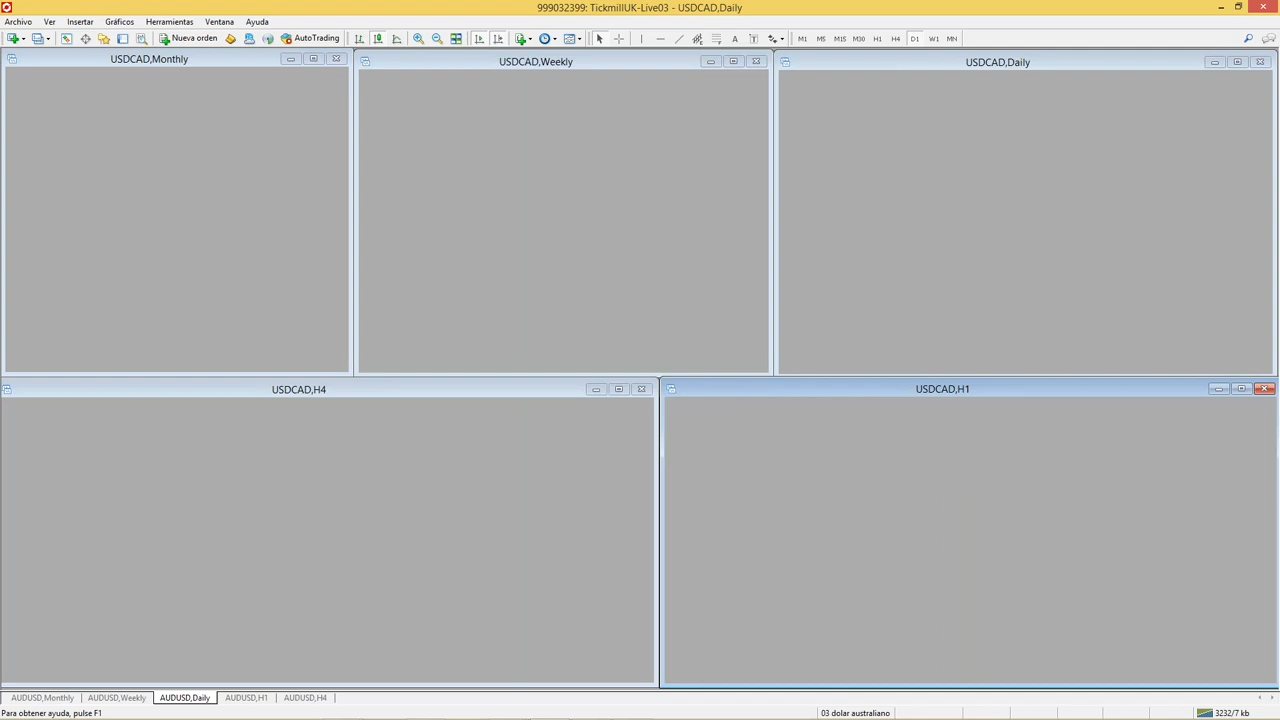 999032399: TickmillUK-Live03 - USDCAD,Daily
Archivo Ver Insertar Gráficos Herramientas Ventana Ayuda
Nueva orden AutoTrading A T M1 M5 M15 M30 H1 H4 D1 W1 MN
USDCAD,Monthly
USDCAD,Weekly
USDCAD,Daily
USDCAD,H4
USDCAD,H1
AUDUSD,Monthly AUDUSD,Weekly AUDUSD,Daily AUDUSD,H1 AUDUSD,H4
Para obtener ayuda, pulse F1 03 dolar australiano 3232/7 kb